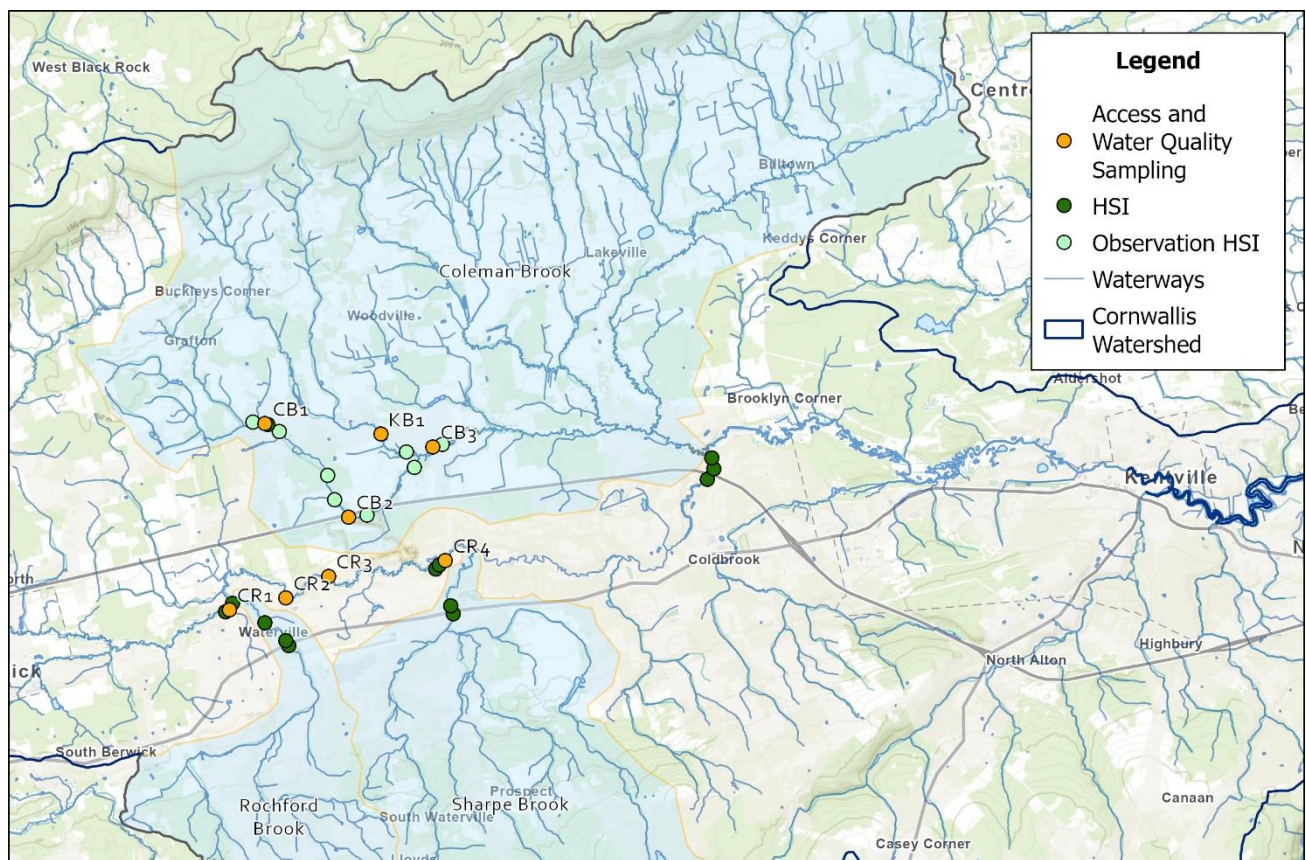 West Black Rock
Centre
Legend
Access and
Water Quality
Sampling
HSI
Observation HSI
Waterways
Cornwallis
Watershed
Billtown
Keddys Corner
Lakeville
Coleman Brook
Buckleys Corner
Woodville
Grafton
Aldershot
Brooklyn Corner
CB1
KB1
CB3
CB2
Kentville
CR4
CR3
CR2
CR1
Coldbrook
orth
Waterville
ick
North Alton
Highbury
South Berwick
Prospect
Sharpe Brook
South Waterville
Rochford
Brook
Canaan
Casey Corner